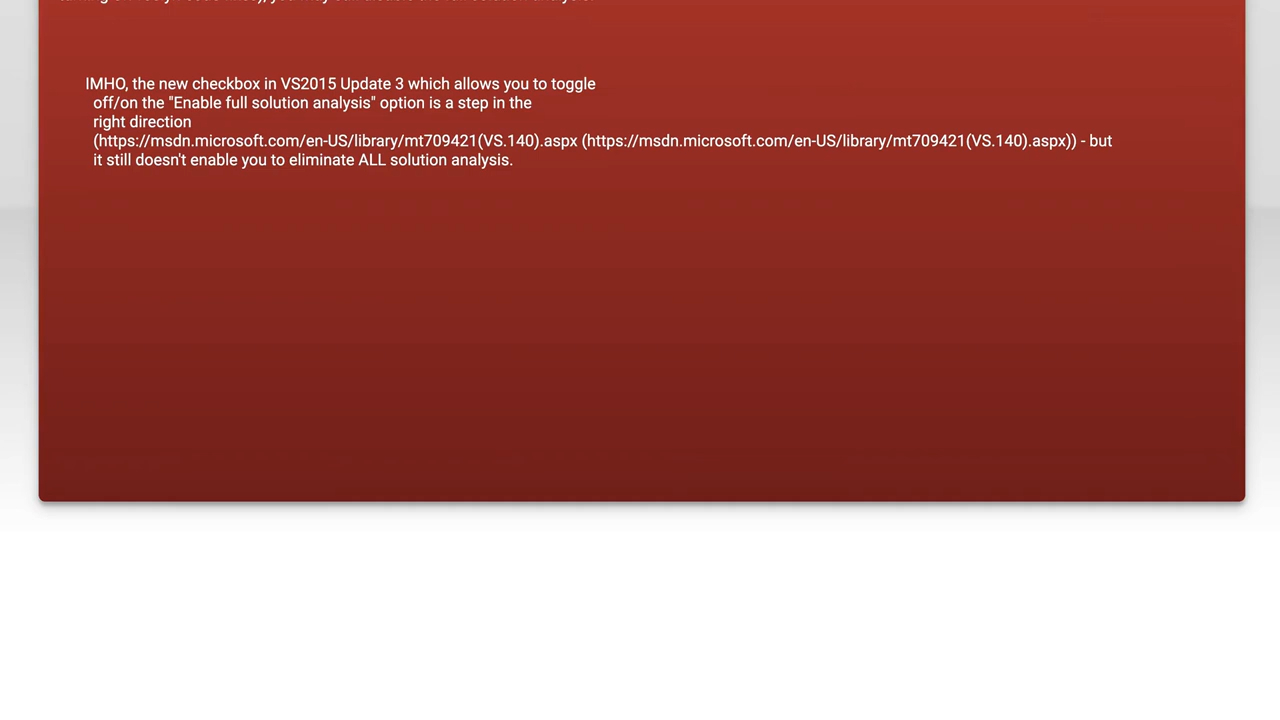 IMHO, the new checkbox in VS2015 Update 3 which allows you to toggle
off/on the "Enable full solution analysis" option is a step in the
right direction
(https://msdn.microsoft.com/en-US/library/mt709421(VS.140).aspx (https://msdn.microsoft.com/en-US/library/mt709421(VS.140).aspx)) - but
it still doesn't enable you to eliminate ALL solution analysis.